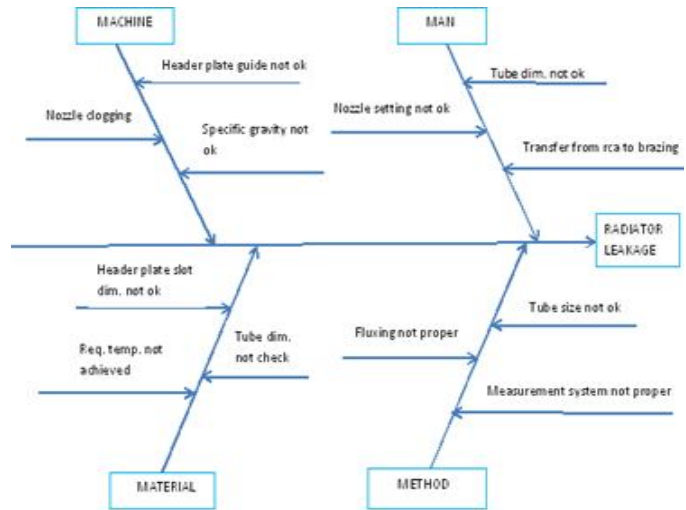 MACHINE
MAN
Header plate guide not ok
Tube dim. not ok
Nozzle clogging
Nozzle setting not ok
Specific gravity not
ok
Transfer from rca to brazing
RADIATOR
LEAKAGE
Header plate slot
dim. not ok
Tube size not ok
Fluxing not proper
Tube dim.
not check
Req. temp. not
achieved
Measurement system not proper
MATERIAL
METHOD